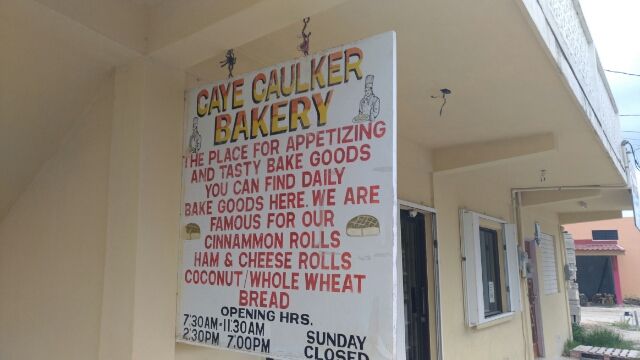 CAYE CAULKER
BAKERY
THE PLACE FOR APPETIZING
AND TASTY BAKE GOODS
YOU CAN FIND DAILY
BAKE GOODS HERE. WE ARE
FAMOUS FOR OUR
CINNAMMON ROLLS
HAM & CHEESE ROLLS
COCONUT/WHOLE WHEAT
BREAD
OPENING HRS.
7:30AM-11:30AM
2:30PM 7:00PM
SUNDAY
CLOSED